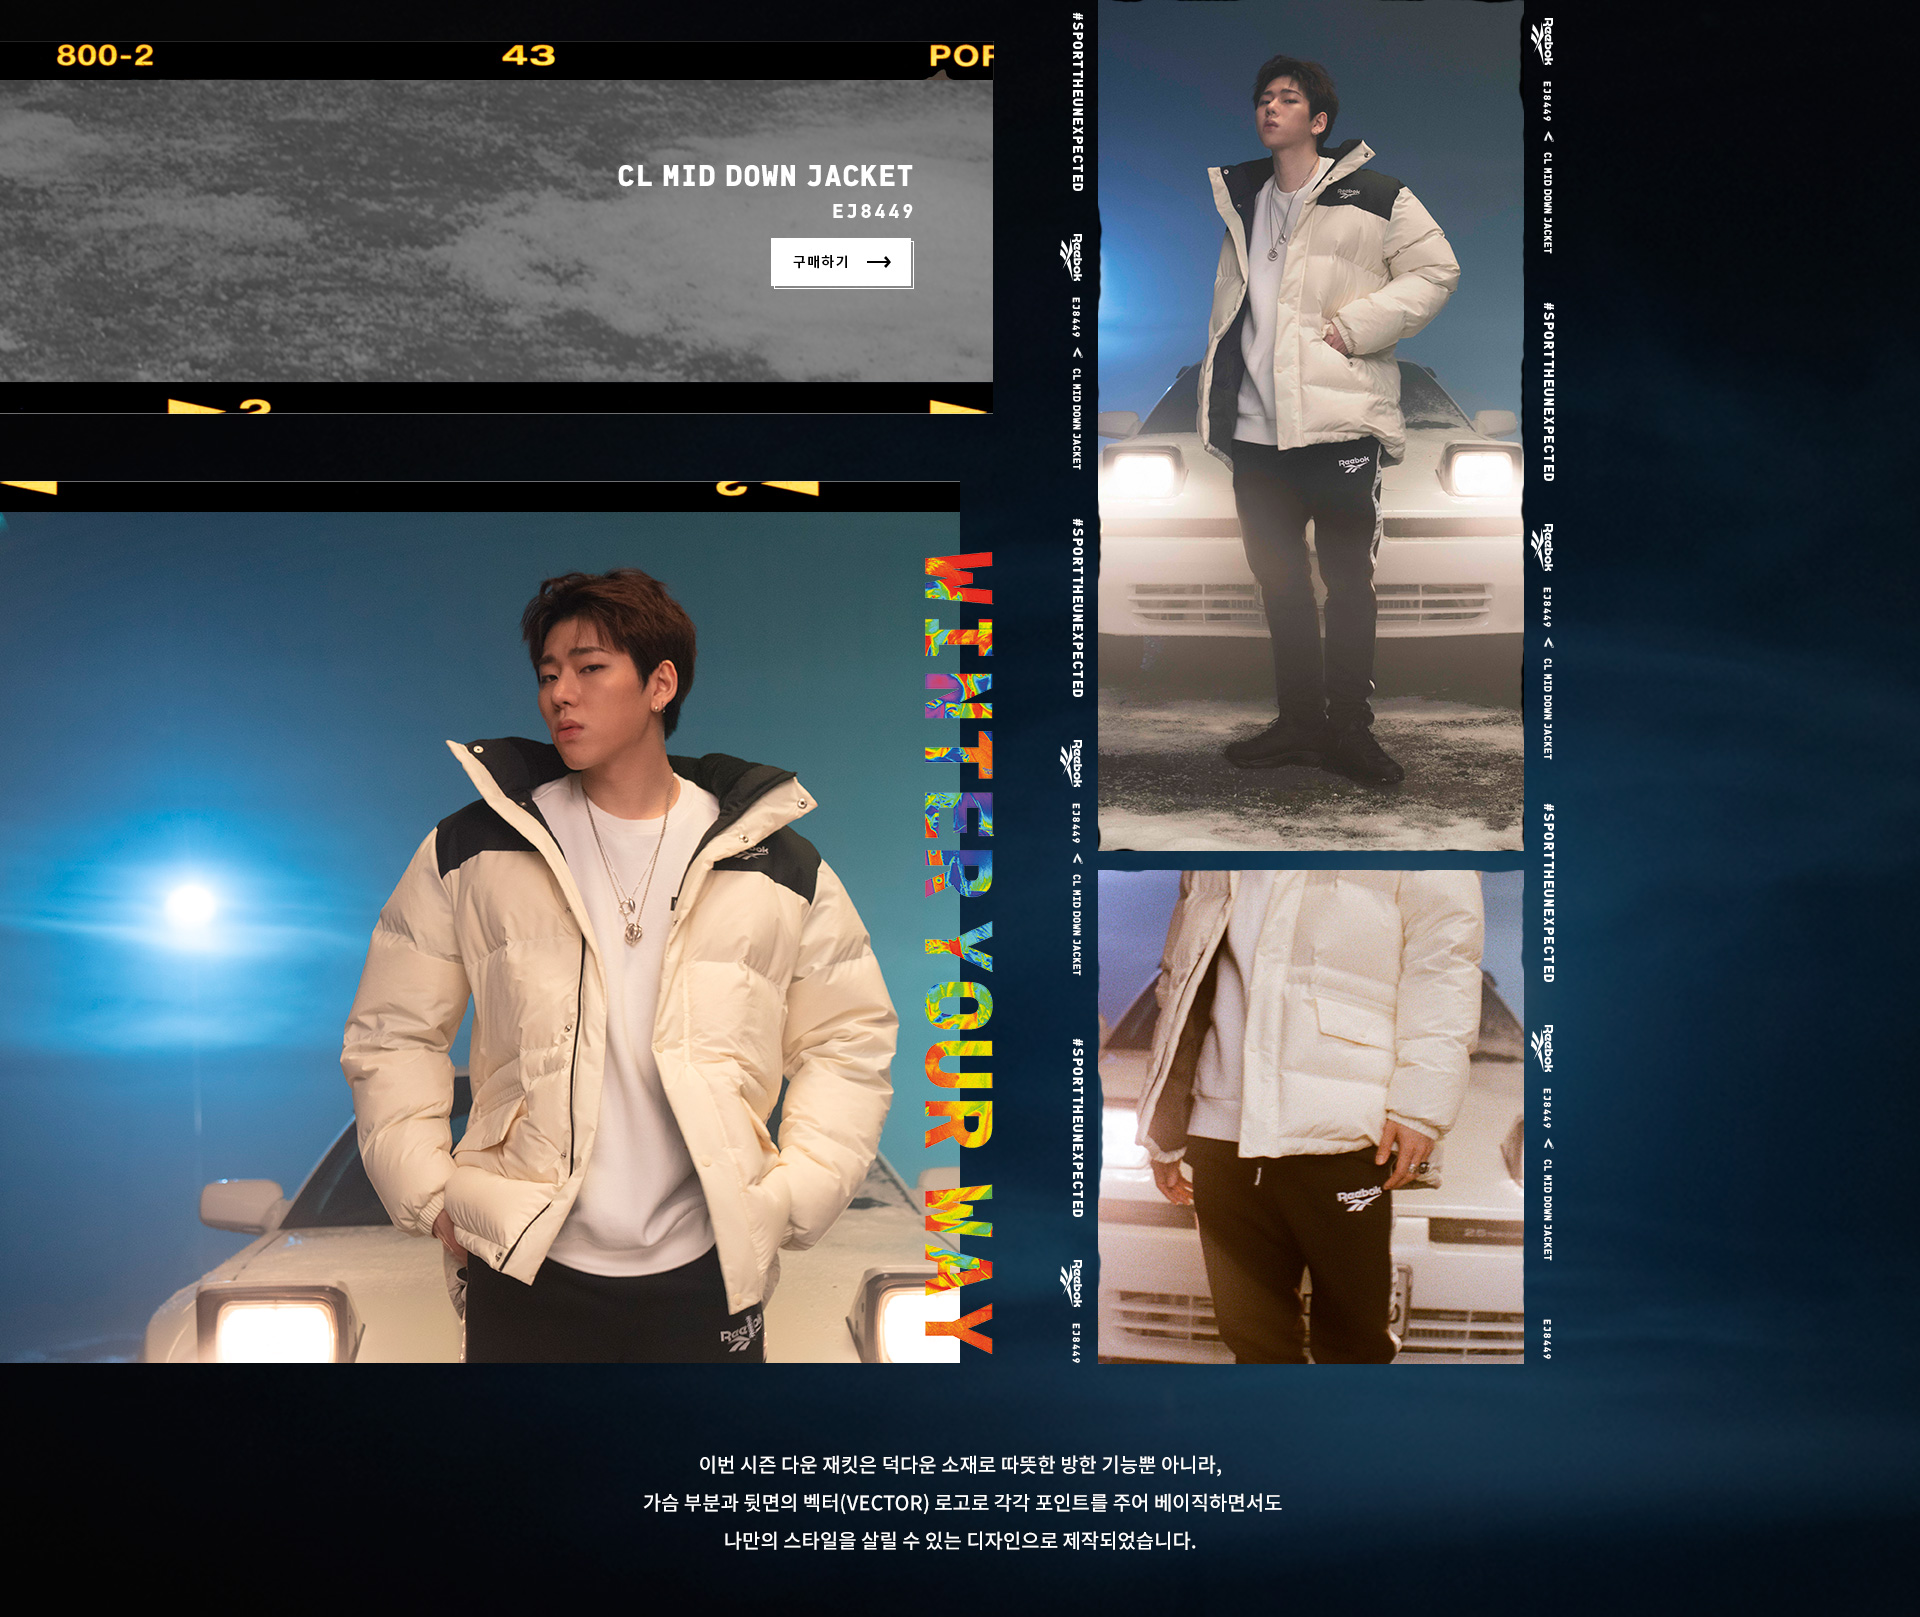 800-2
43
CL MID DOWN JACKET
EJ8449
구매하기
2
2
WINTER YOUR WAY
#SPORTTHEUNEXPECTED
Reebok
EJ8449 < CL MID DOWN JACKET
#SPORTTHEUNEXPECTED
Reebok
EJ8449 < CL MID DOWN JACKET
#SPORTTHEUNEXPECTED
Reebok
EJ8449
Reebok
Reebok
Reebok
Reebok
Reebok
EJ8449 < CL MID DOWN JACKET
#SPORTTHEUNEXPECTED
Reebok
EJ8449 < CL MID DOWN JACKET
#SPORTTHEUNEXPECTED
Reebok
EJ8449 < CL MID DOWN JACKET
EJ8449
이번 시즌 다운 재킷은 덕다운 소재로 따뜻한 방한 기능뿐 아니라,
가슴 부분과 뒷면의 벡터(VECTOR) 로고로 각각 포인트를 주어 베이직하면서도
나만의 스타일을 살릴 수 있는 디자인으로 제작되었습니다.